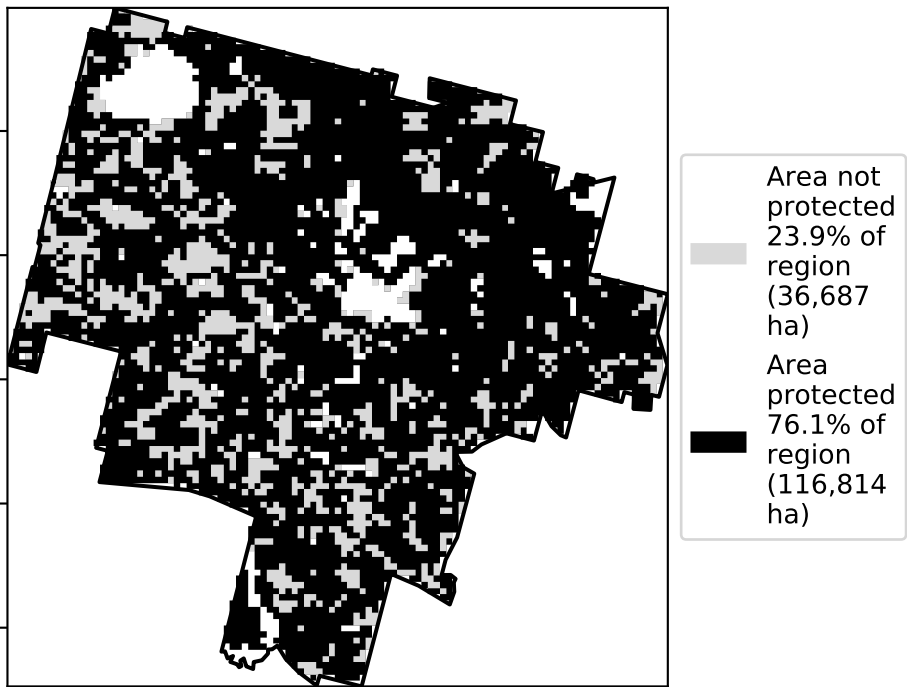 Area not
protected
23.9% of
region
(36,687
ha)
Area
protected
76.1% of
region
(116,814
ha)